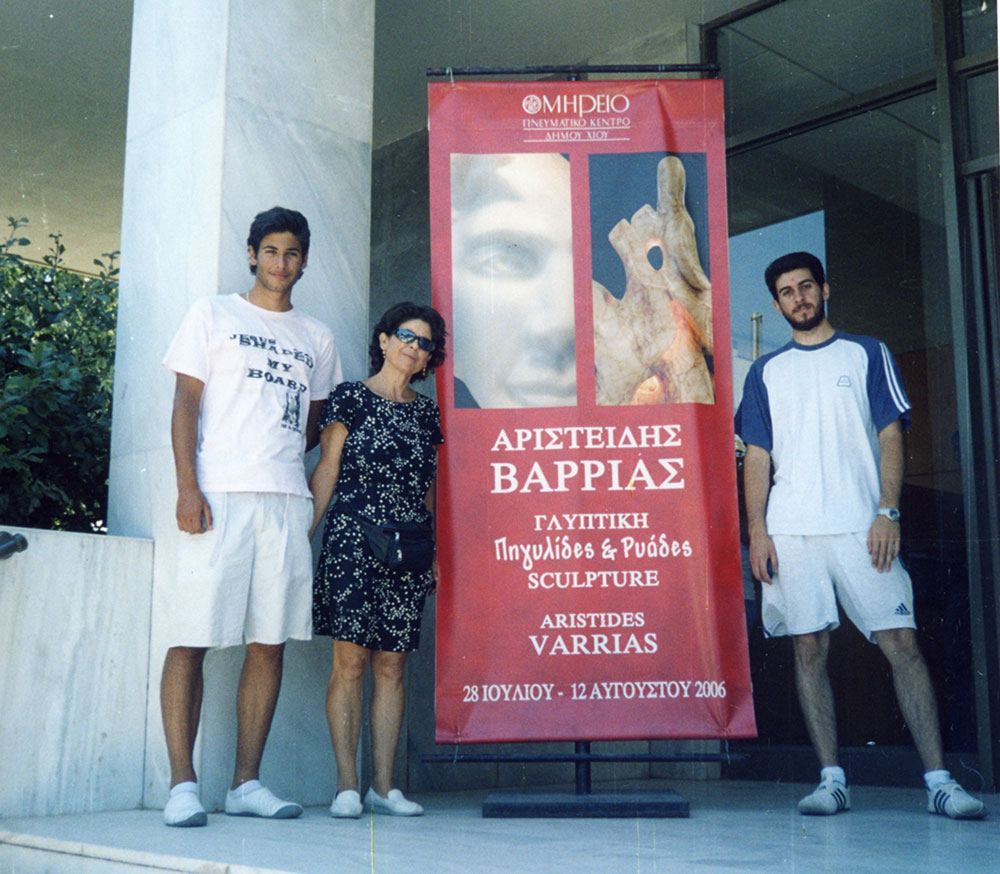 ΟΜΗΡΕΙΟ
ΠΝΕΥΜΑΤΙΚΟ ΚΕΝΤΡΟ
ΔΗΜΟΥ ΧΙΟΥ
ΑΡΙΣΤΕΙΔΗΣ
ΒΑΡΡΙΑΣ
ΓΛΥΠΤΙΚΗ
Πηγυλίδες & Ρυάδες
SCULPTURE
ARISTIDES
VARRIAS
28 ΙΟΥΛΙΟΥ - 12 ΑΥΓΟΥΣΤΟΥ 2006
JESUS
SHAPED
MY
BOARD